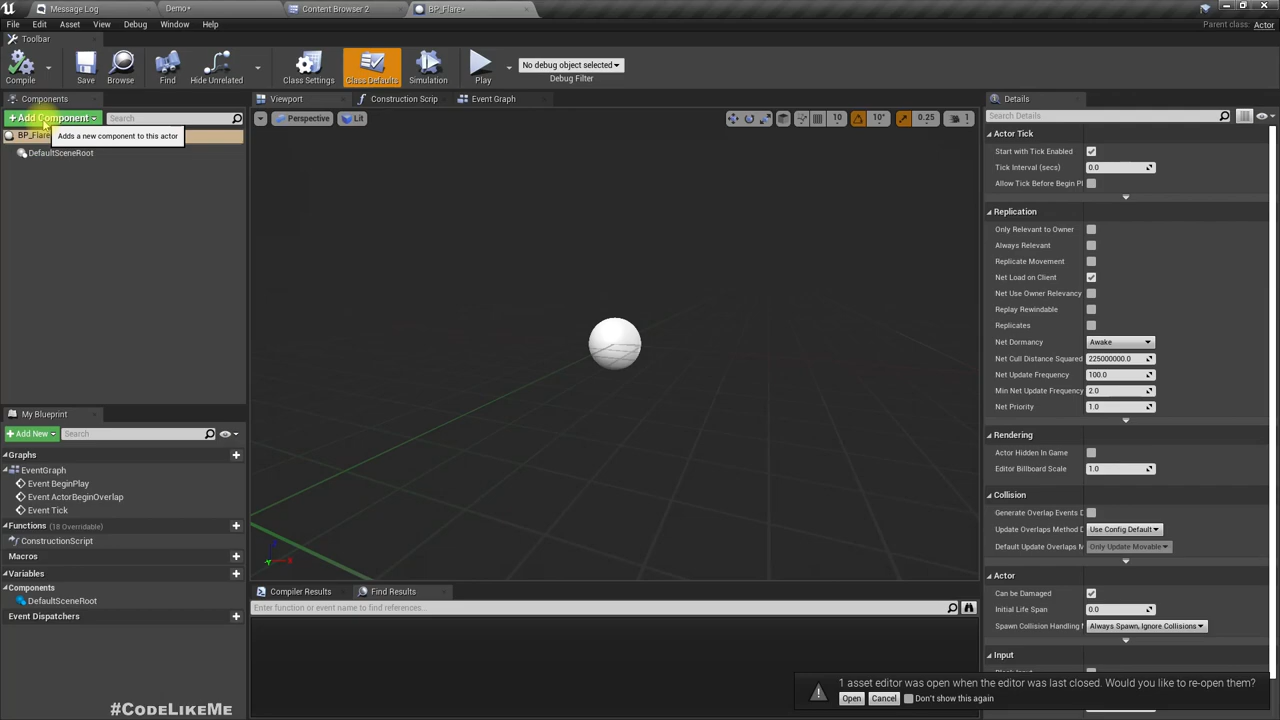 Message Log
Demo•
Content Browser 2
BP_Flare•
File Edit Asset View Debug Window Help
Parent class: Actor
Toolbar
Compile
Save
Browse
Find
Hide Unrelated
Class Settings
Class Defaults
Simulation
Play
No debug object selected
Debug Filter
Components
+Add Component
Search
BP_Flare
Adds a new component to this actor
DefaultSceneRoot
My Blueprint
+Add New
Search
Graphs
EventGraph
Event BeginPlay
Event ActorBeginOverlap
Event Tick
Functions (18 Overridable)
ConstructionScript
Macros
Variables
Components
DefaultSceneRoot
Event Dispatchers
#CodeLikeMe
Viewport
Construction Scrip
Event Graph
Perspective
Lit
10
10°
0.25
1
Compiler Results
Find Results
Enter function or event name to find references...
Details
Search Details
Actor Tick
Start with Tick Enabled
Tick Interval (secs) 0.0
Allow Tick Before Begin Pl
Replication
Only Relevant to Owner
Always Relevant
Replicate Movement
Net Load on Client
Net Use Owner Relevancy
Replay Rewindable
Replicates
Net Dormancy Awake
Net Cull Distance Squared 225000000.0
Net Update Frequency 100.0
Min Net Update Frequency 2.0
Net Priority 1.0
Rendering
Actor Hidden In Game
Editor Billboard Scale 1.0
Collision
Generate Overlap Events D
Update Overlaps Method D Use Config Default
Default Update Overlaps M Only Update Movable
Actor
Can be Damaged
Initial Life Span 0.0
Spawn Collision Handling M Always Spawn, Ignore Collisions
Input
1 asset editor was open when the editor was last closed. Would you like to re-open them?
Open
Cancel
Don't show this again